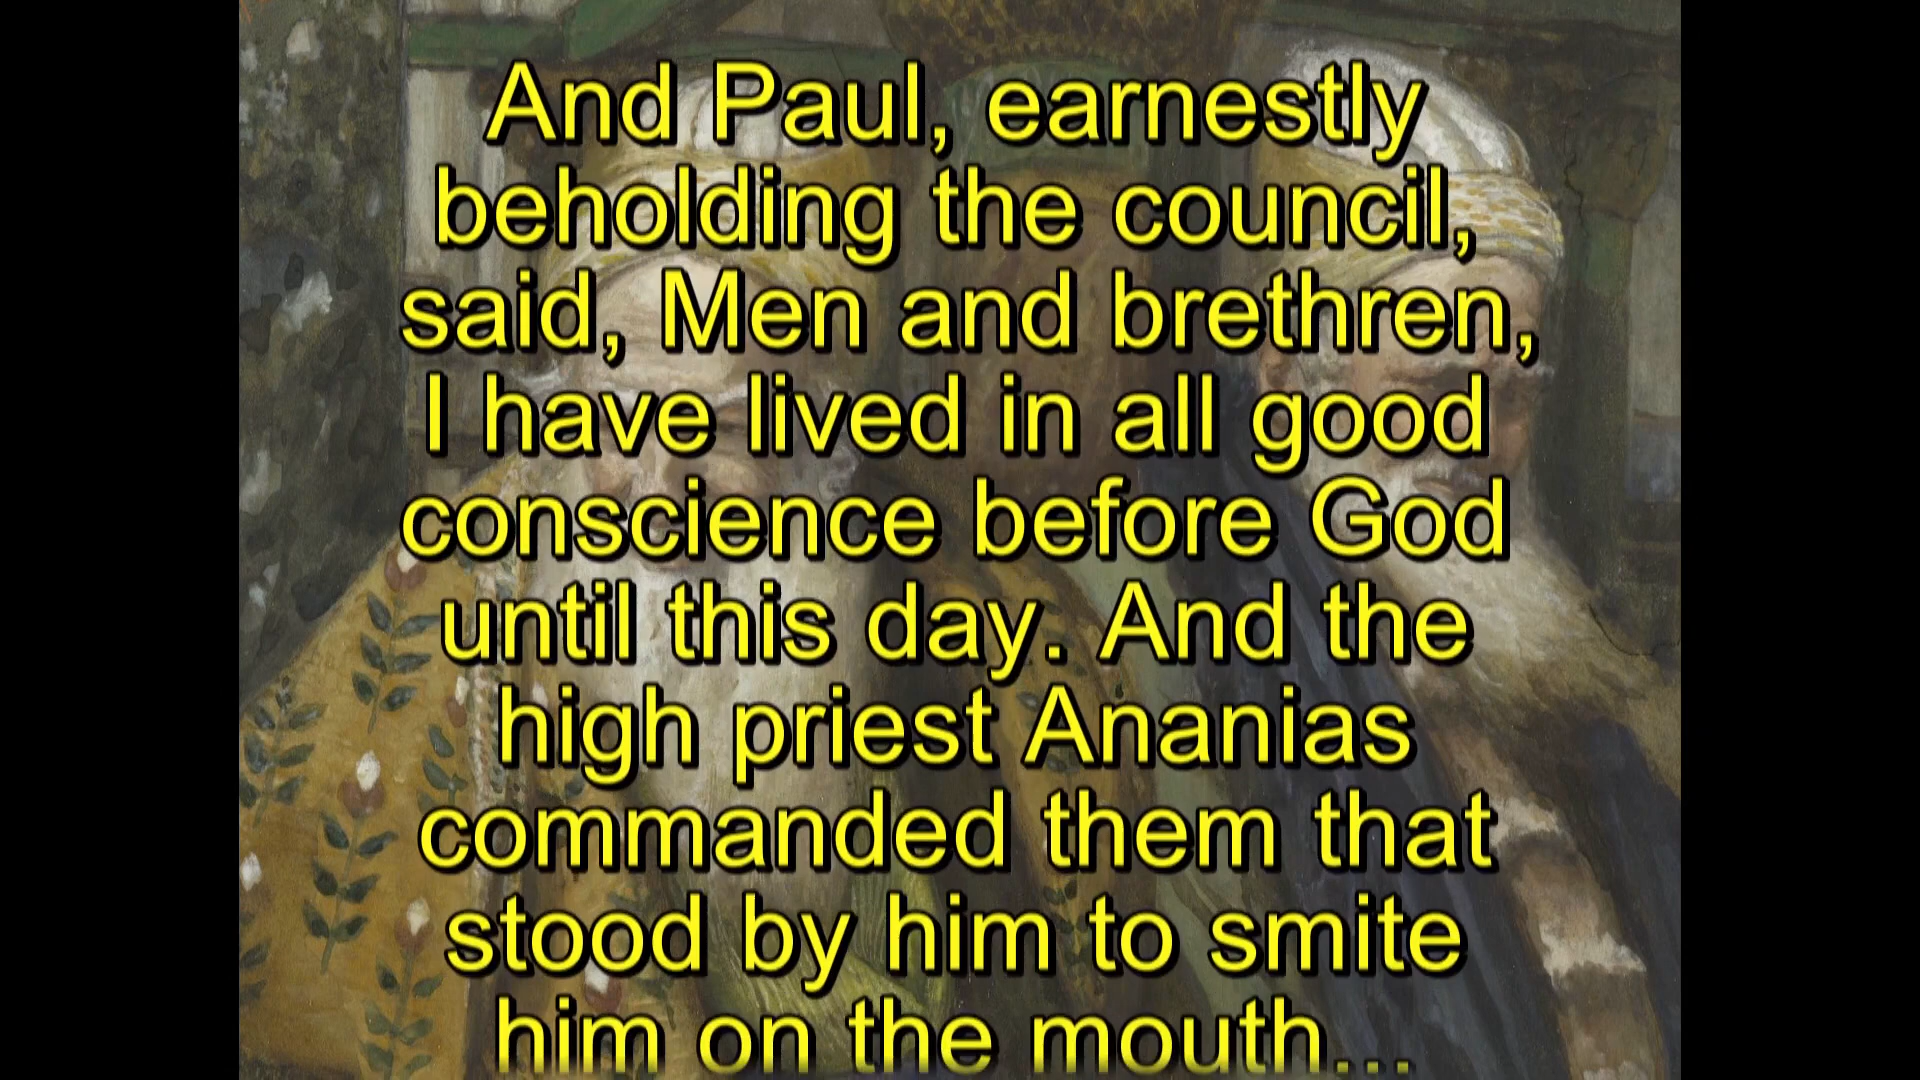 And Paul, earnestly
beholding the council,
said, Men and brethren,
I have lived in all good
conscience before God
until this day. And the
high priest Ananias
commanded them that
stood by him to smite
him on the mouth...